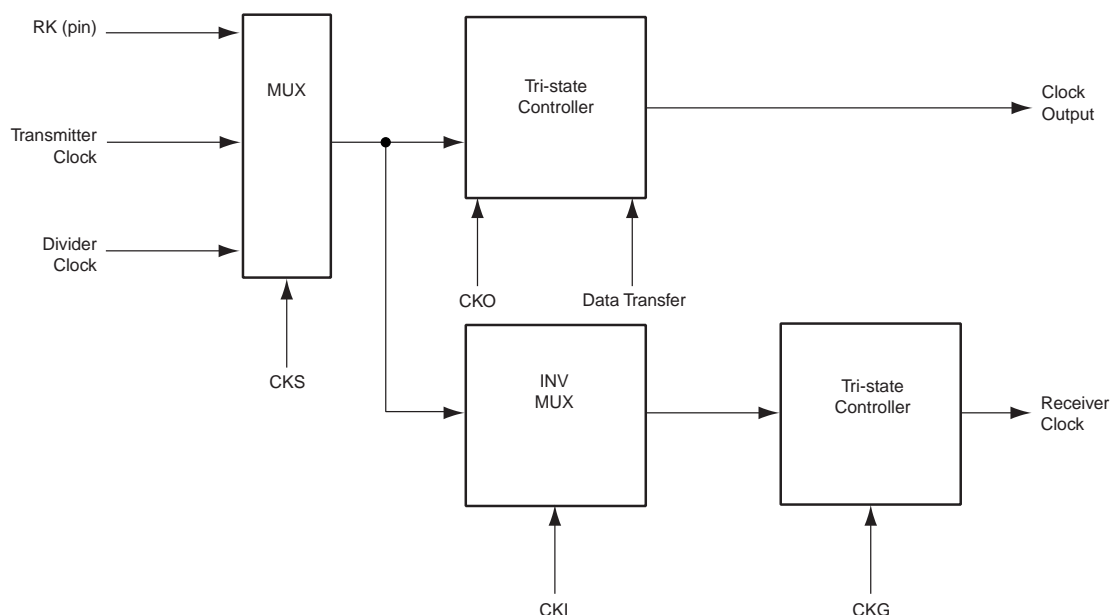 RK (pin)
MUX
Tri-state
Controller
Clock
Output
Transmitter
Clock
Divider
Clock
CKO
Data Transfer
CKS
INV
MUX
Tri-state
Controller
Receiver
Clock
CKI
CKG